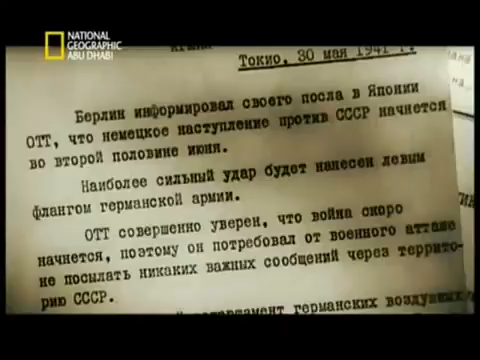 NATIONAL
GEOGRAPHIC
ABU DHABI
Токио, 30 мая 1941 г.
Берлин информировал своего посла в Японии
ОТТ, что немецкое наступление против СССР начнется
во второй половине июня.
Наиболее сильный удар будет нанесен левым
флангом германской армии.
ОТТ совершенно уверен, что война скоро
начнется, поэтому он потребовал от военного атташе
не посылать никаких важных сообщений через террито-
рию СССР.
германских воздушных